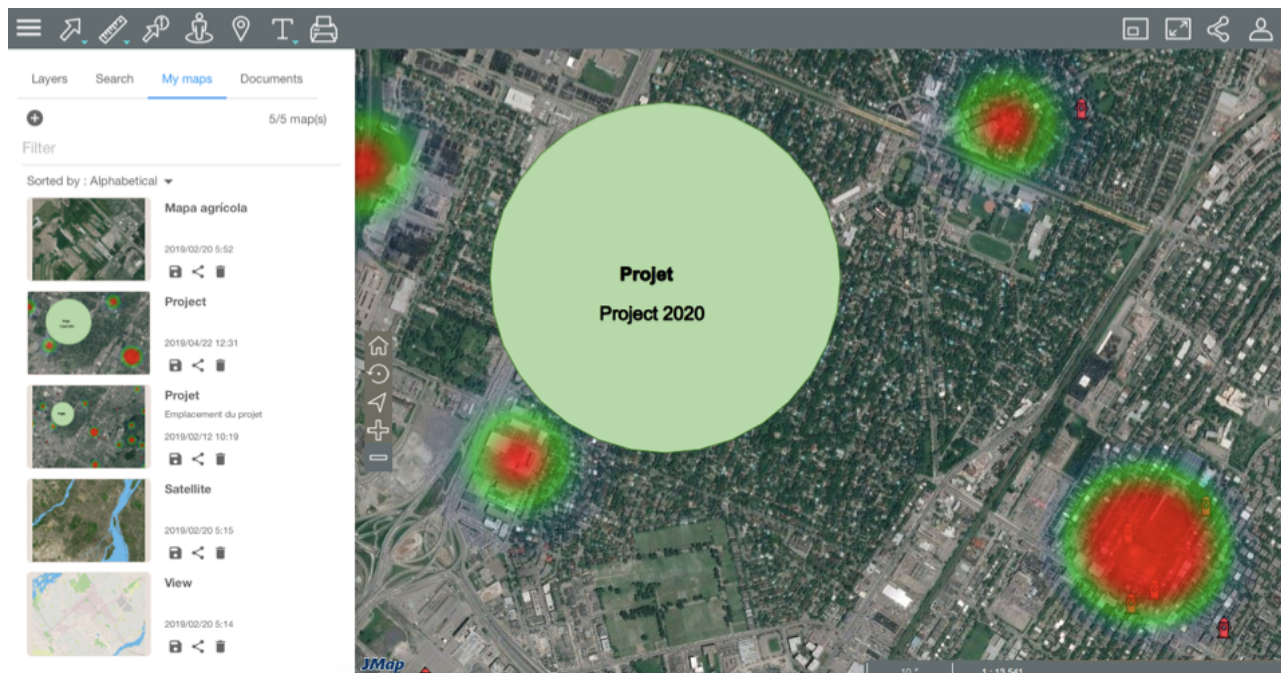 Layers Search My maps Documents
5/5 map(s)
Filter
Sorted by : Alphabetical
Mapa agrícola
2019/02/20 5:52
Project
2019/04/22 12:31
Projet
Emplacement du projet
2019/02/12 10:19
Satellite
2019/02/20 5:15
View
2019/02/20 5:14
Projet
Project 2020
JMap
1 : 13 541